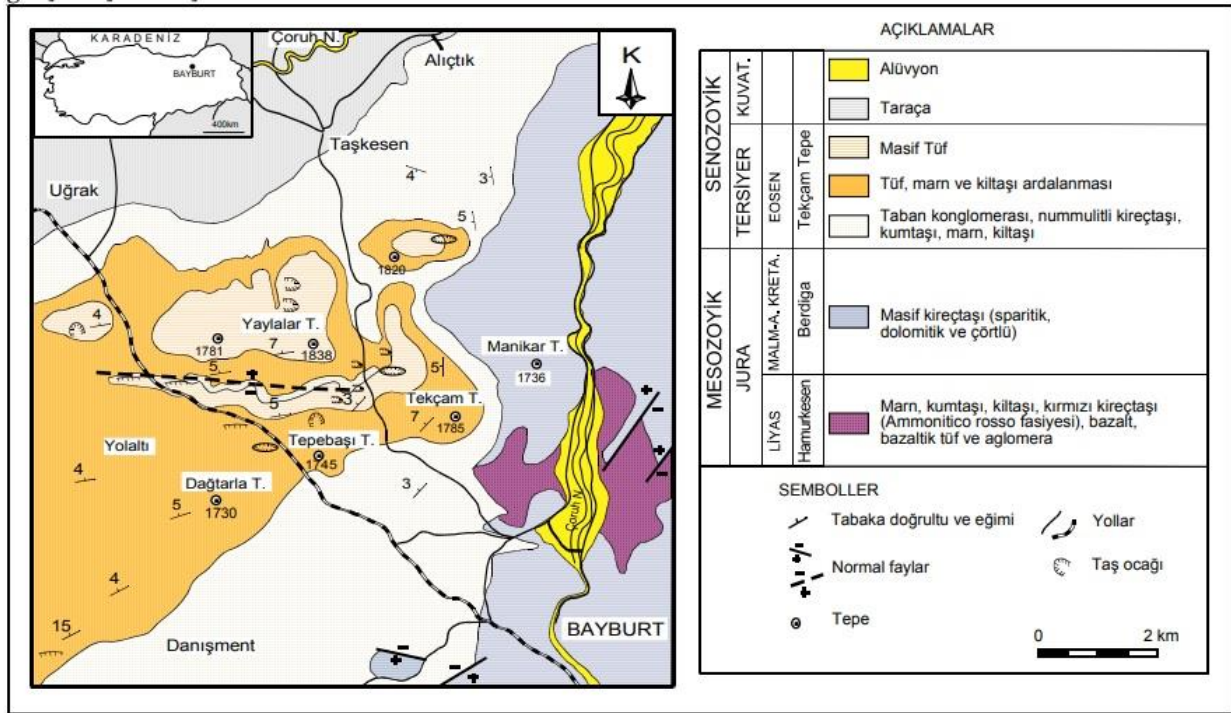 KARADENİZ
BAYBURT
400km
Çoruh N.
Alıçtık
K
Taşkesen
Uğrak
4
3
5
1820
4
Yaylalar T.
1781
7
1838
5
5
3
5
Manikar T.
1736
Tekçam T.
7
1785
Tepebaşı T.
1745
Yolaltı
4
Dağtarla T.
5
1730
3
Çoruh N.
4
15
Danışment
BAYBURT
AÇIKLAMALAR
SENOZOYİK
KUVAT.
Alüvyon
Taraça
TERSİYER
EOSEN
Tekçam Tepe
Masif Tüf
Tüf, marn ve kiltaşı ardalanması
Taban konglomerası, nummulitli kireçtaşı,
kumtaşı, marn, kiltaşı
MESOZOYİK
JURA
MALM-A. KRETA.
Berdiga
Masif kireçtaşı (sparitik,
dolomitik ve çörtlü)
LİYAS
Hamurkesen
Marn, kumtaşı, kiltaşı, kırmızı kireçtaşı
(Ammonitico rosso fasiyesi), bazalt,
bazaltik tüf ve aglomera
SEMBOLLER
Tabaka doğrultu ve eğimi
Yollar
Normal faylar
Taş ocağı
Tepe
0 2 km